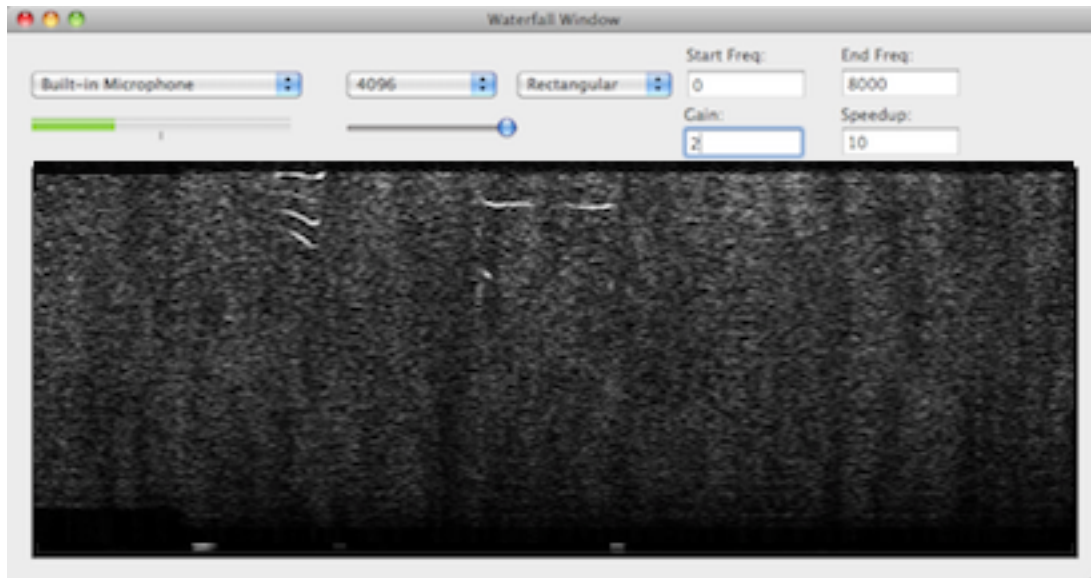 Waterfall Window
Start Freq: End Freq:
Built-in Microphone 4096 Rectangular 0 8000
Gain: Speedup:
2 10